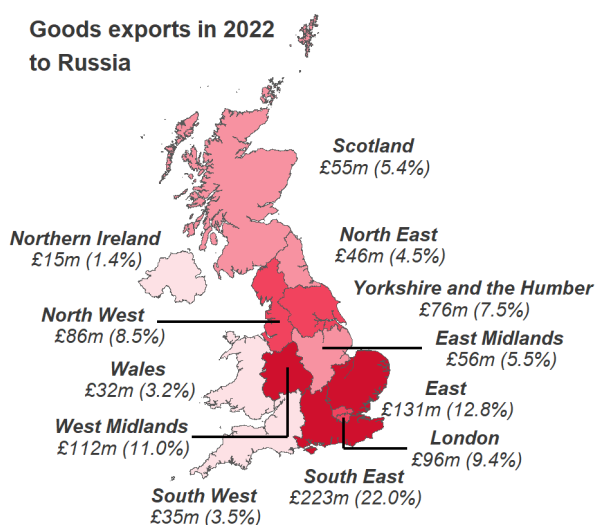 Goods exports in 2022
to Russia
Scotland
£55m (5.4%)
Northern Ireland
£15m (1.4%)
North East
£46m (4.5%)
Yorkshire and the Humber
£76m (7.5%)
North West
£86m (8.5%)
East Midlands
£56m (5.5%)
Wales
£32m (3.2%)
East
£131m (12.8%)
West Midlands
£112m (11.0%)
London
£96m (9.4%)
South East
£223m (22.0%)
South West
£35m (3.5%)